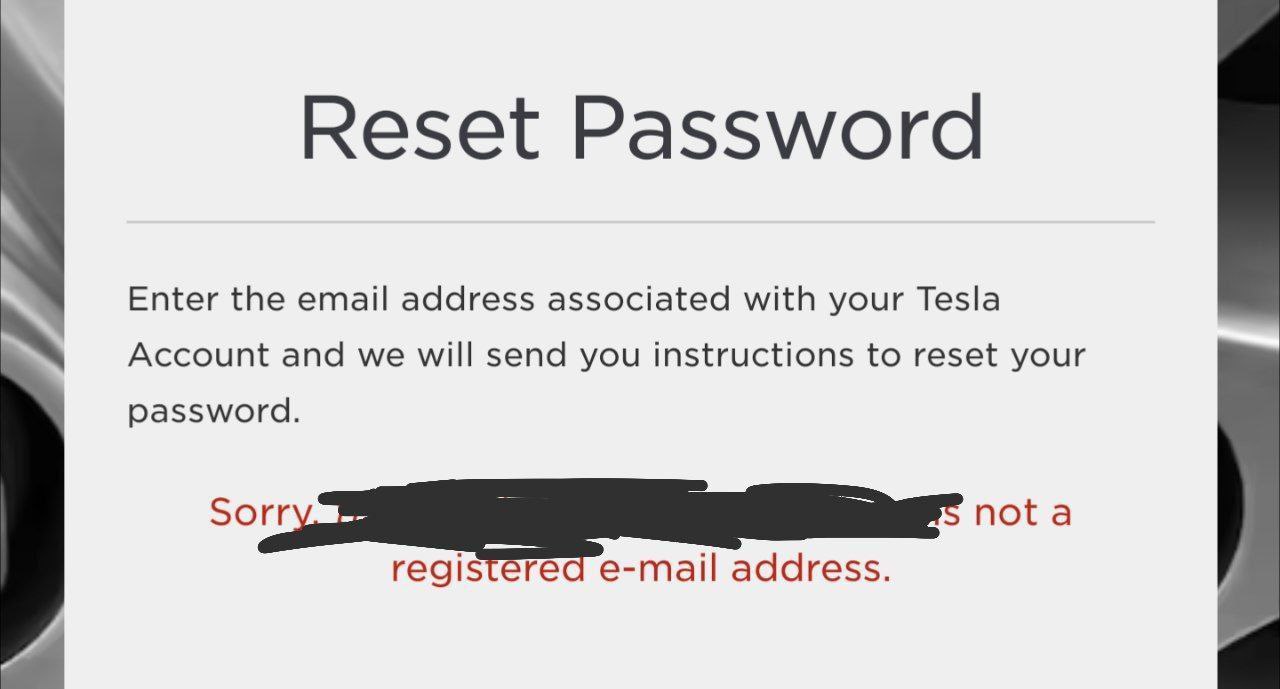 Reset Password
Enter the email address associated with your Tesla
Account and we will send you instructions to reset your
password.
Sorry, is not a
registered e-mail address.